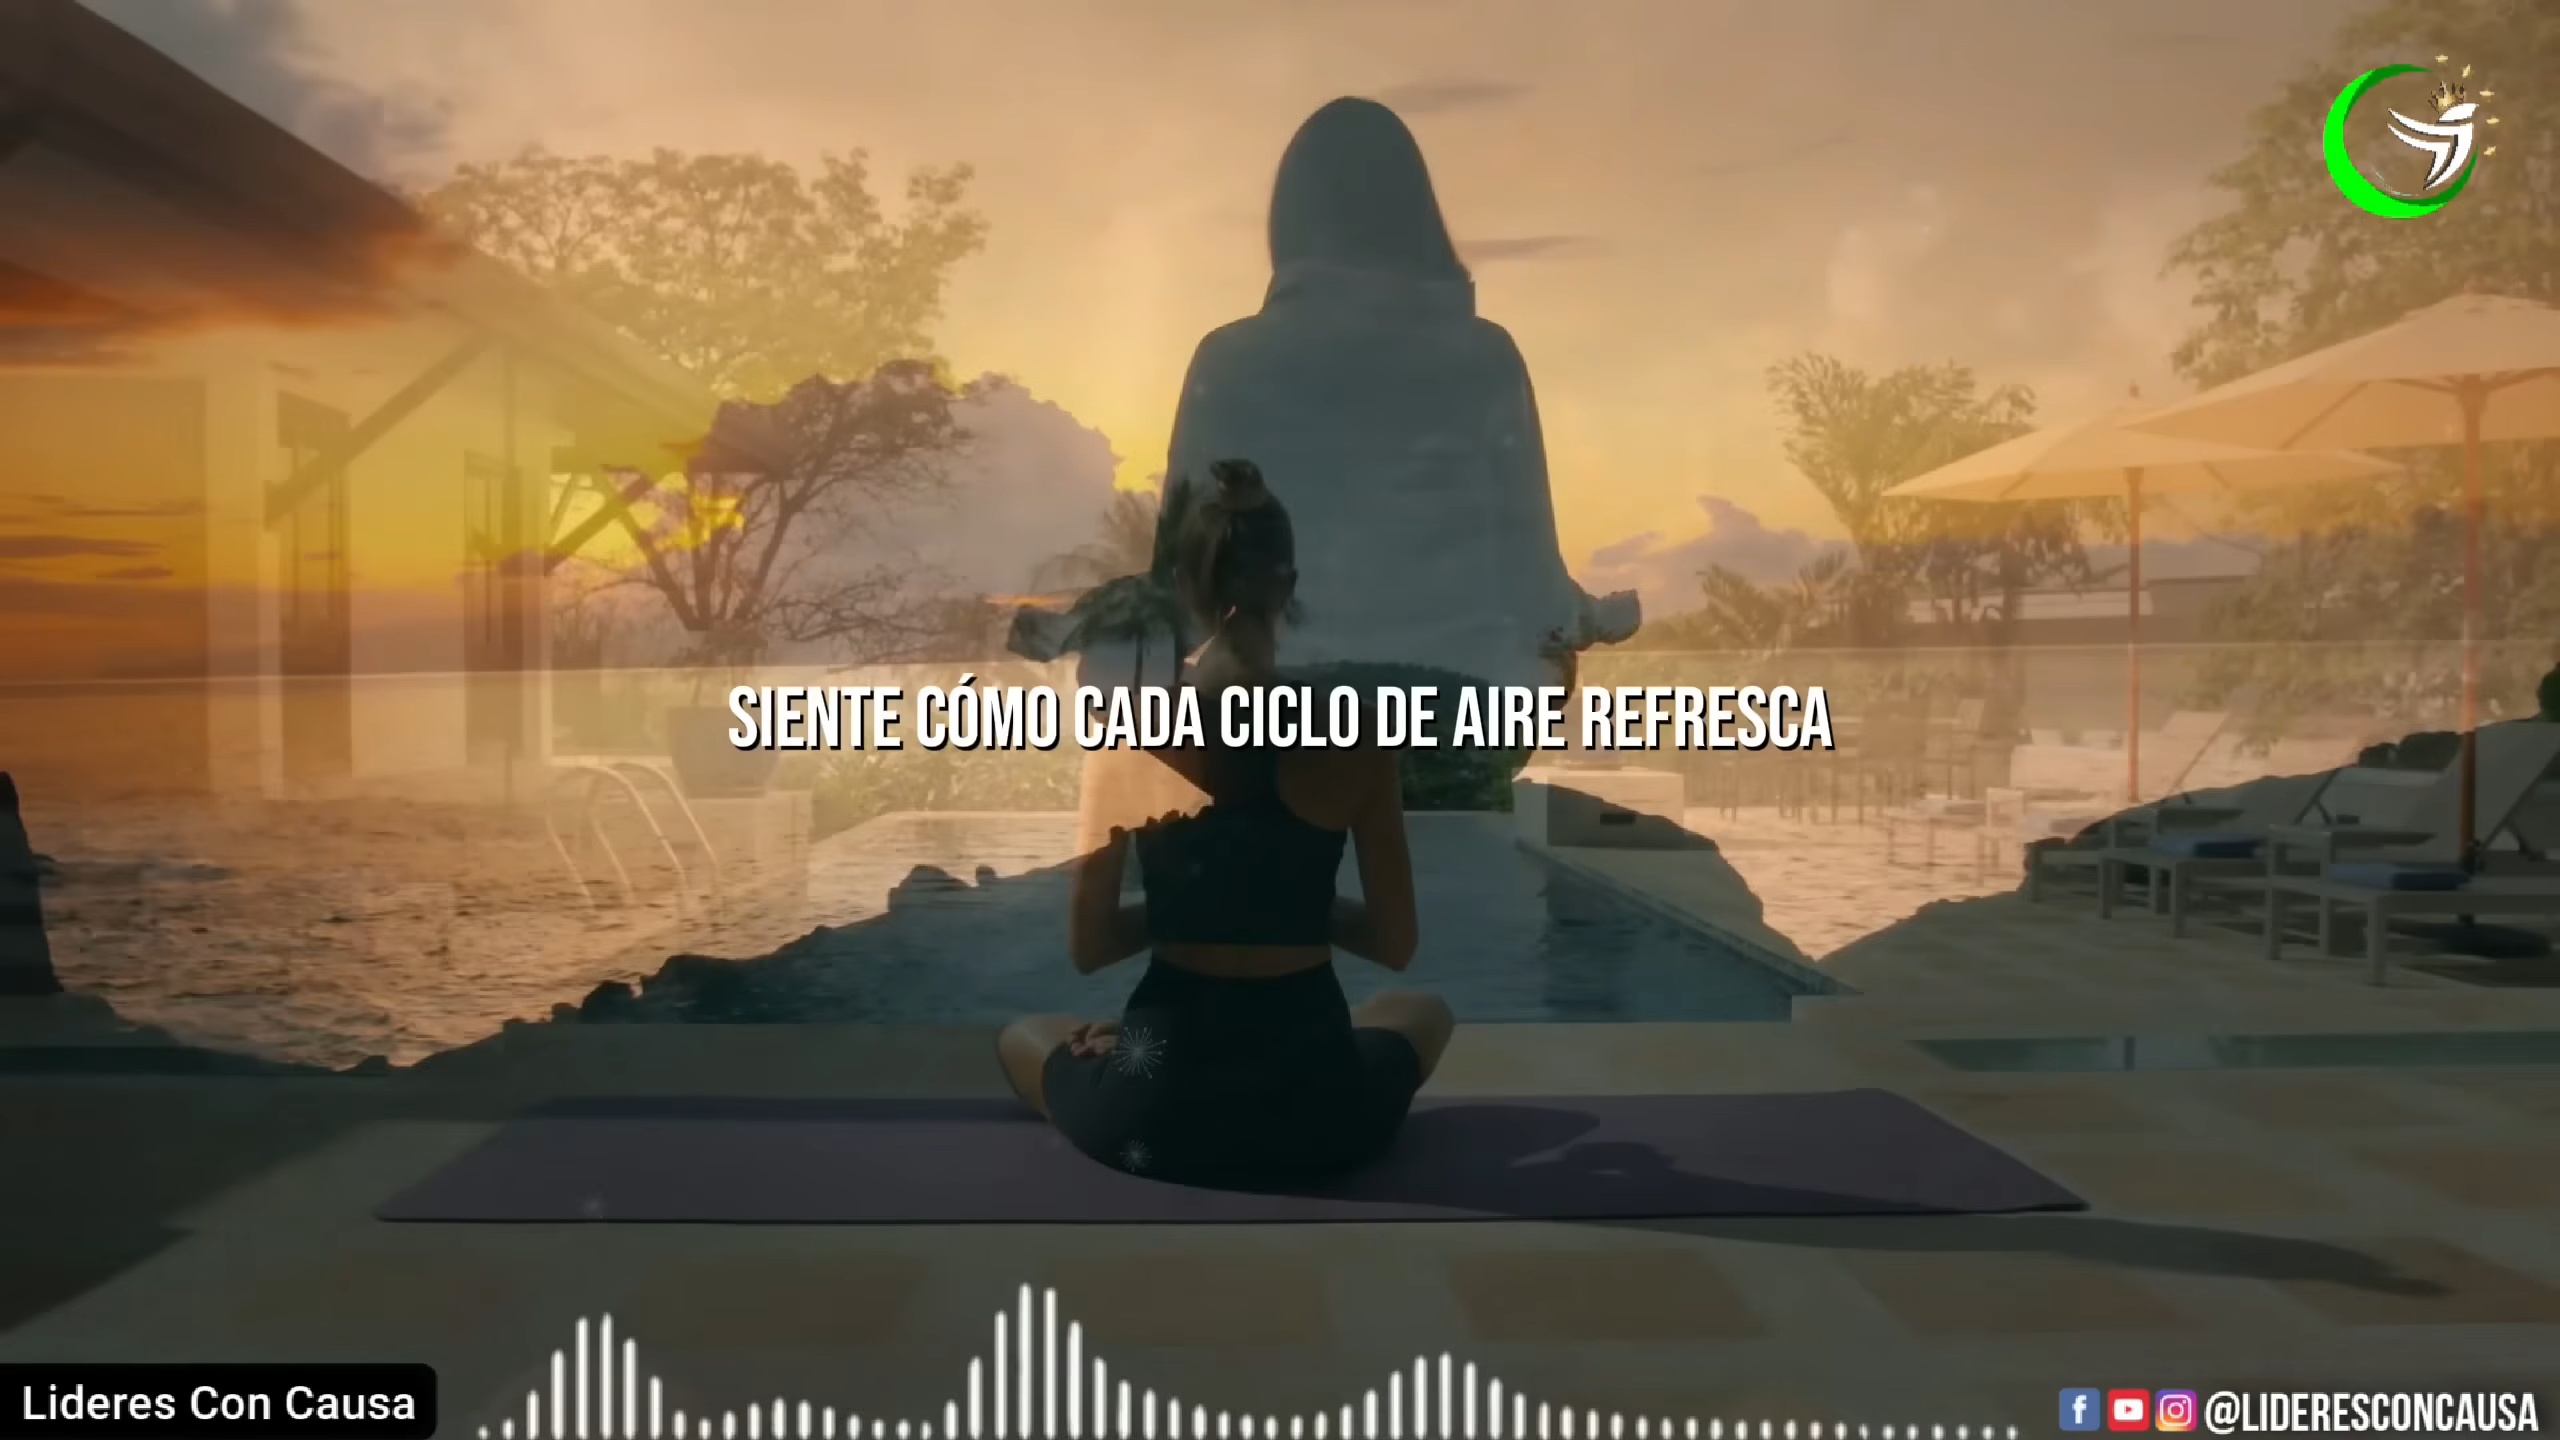 SIENTE CÓMO CADA CICLO DE AIRE REFRESCA
Lideres Con Causa
@LIDERESCONCAUSA